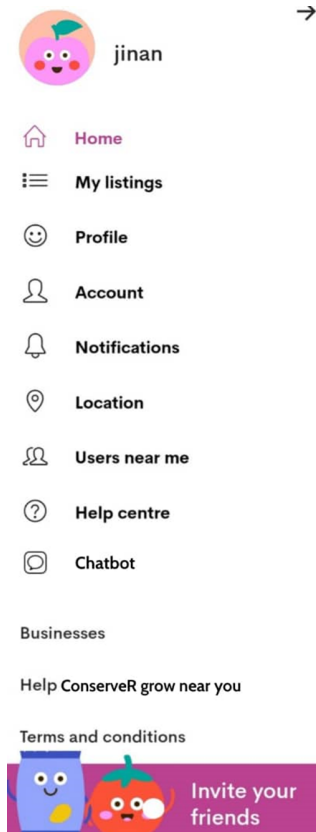 jinan
Home
My listings
Profile
Account
Notifications
Location
Users near me
Help centre
Chatbot
Businesses
Help ConserveR grow near you
Terms and conditions
Invite your
friends